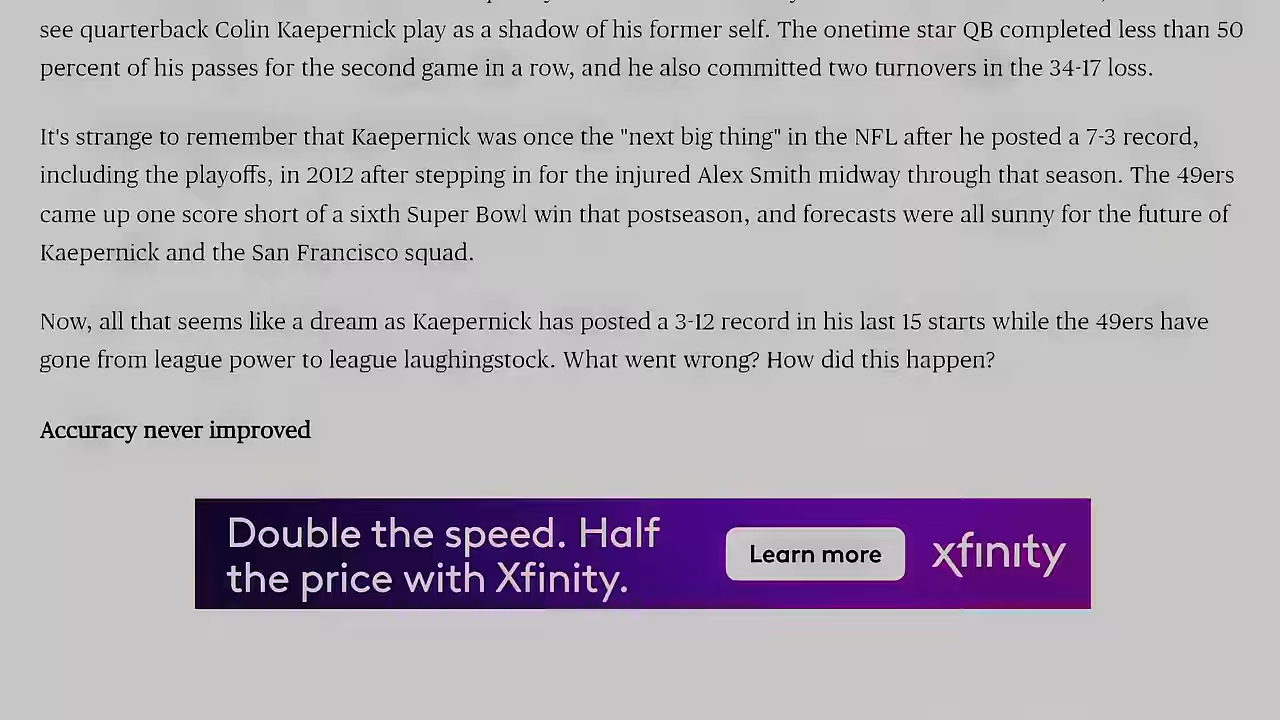 see quarterback Colin Kaepernick play as a shadow of his former self. The onetime star QB completed less than 50
percent of his passes for the second game in a row, and he also committed two turnovers in the 34-17 loss.
It's strange to remember that Kaepernick was once the "next big thing" in the NFL after he posted a 7-3 record,
including the playoffs, in 2012 after stepping in for the injured Alex Smith midway through that season. The 49ers
came up one score short of a sixth Super Bowl win that postseason, and forecasts were all sunny for the future of
Kaepernick and the San Francisco squad.
Now, all that seems like a dream as Kaepernick has posted a 3-12 record in his last 15 starts while the 49ers have
gone from league power to league laughingstock. What went wrong? How did this happen?
Accuracy never improved
Double the speed. Half
the price with Xfinity.
Learn more
xfinity